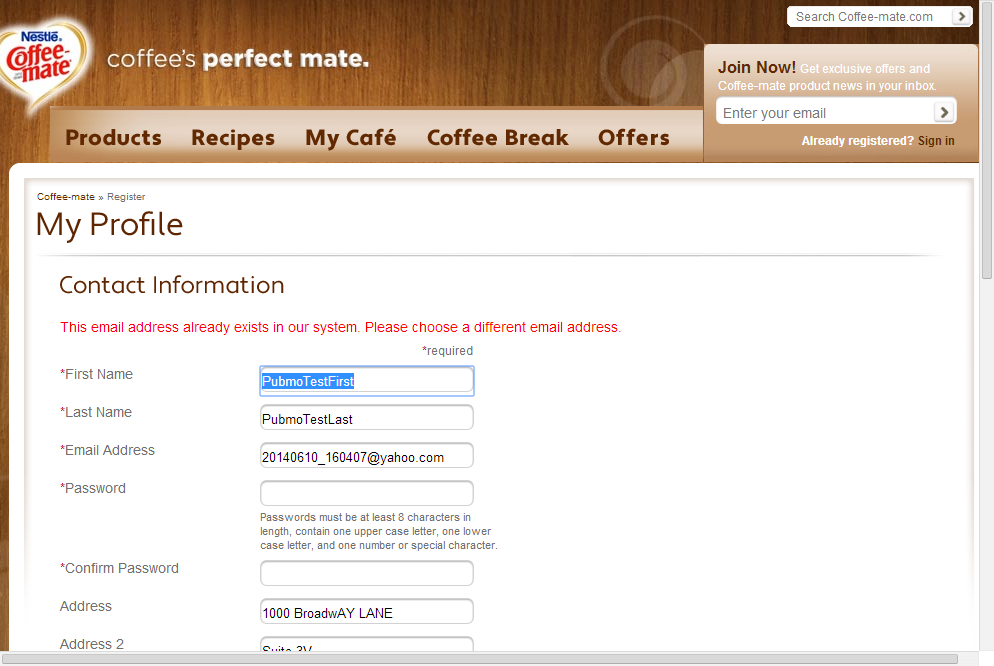 Search Coffee-mate.com
Nestlé®
Coffee-
mate
coffee's perfect mate.
Join Now! Get exclusive offers and
Coffee-mate product news in your inbox.
Enter your email
Already registered? Sign in
Products Recipes My Café Coffee Break Offers
Coffee-mate » Register
My Profile
Contact Information
This email address already exists in our system. Please choose a different email address.
*required
*First Name PubmoTestFirst
*Last Name PubmoTestLast
*Email Address 20140610_160407@yahoo.com
*Password
Passwords must be at least 8 characters in
length, contain one upper case letter, one lower
case letter, and one number or special character.
*Confirm Password
Address 1000 BroadwAY LANE
Address 2 Suite 3V